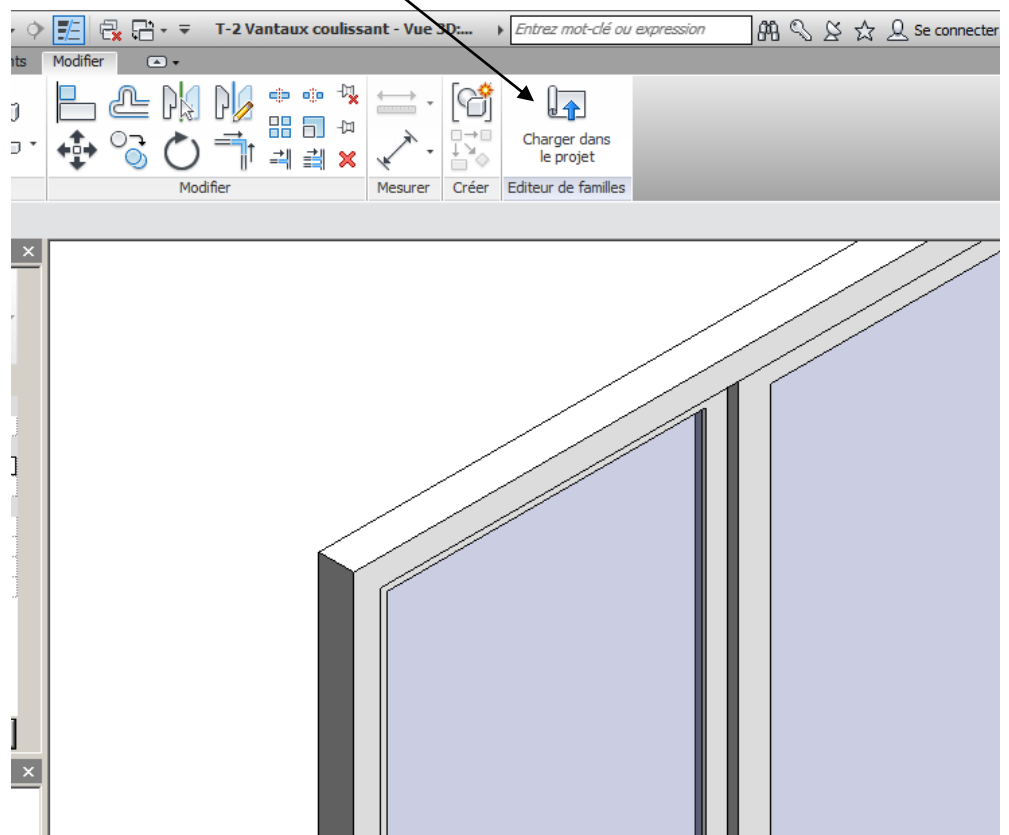 T-2 Vantaux coulissant - Vue 3D:...
Entrez mot-clé ou expression
Se connecter
ts
Modifier
Charger dans
le projet
Modifier
Mesurer
Créer
Editeur de familles